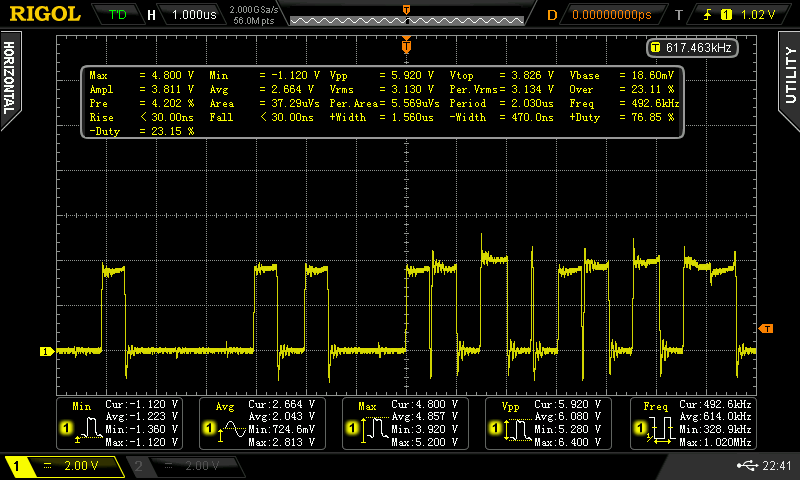 RIGOL T'D H 1.000us 2.000GSa/s 56.0M pts D 0.00000000ps T 1 1.02 V
HORIZONTAL
UTILITY
T
T 617.463kHz
Max = 4.800 V Min = -1.120 V Vpp = 5.920 V Vtop = 3.826 V Vbase = 18.60mV
Ampl = 3.811 V Avg = 2.664 V Vrms = 3.130 V Per.Vrms= 3.134 V Over = 23.11 %
Pre = 4.202 % Area = 37.29uVs Per.Area= 5.569uVs Period = 2.030us Freq = 492.6kHz
Rise < 30.00ns Fall < 30.00ns +Width = 1.560us -Width = 470.0ns +Duty = 76.85 %
-Duty = 23.15 %
T
1
Min Cur:-1.120 V
Avg:-1.223 V
1 Min:-1.360 V
Max:-1.120 V
Avg Cur:2.664 V
Avg:2.043 V
1 Min:724.6mV
Max:2.813 V
Max Cur:4.800 V
Avg:4.857 V
1 Min:3.920 V
Max:5.200 V
Vpp Cur:5.920 V
Avg:6.080 V
1 Min:5.280 V
Max:6.400 V
Freq Cur:492.6kHz
Avg:614.0kHz
1 Min:328.9kHz
Max:1.020MHz
1 = 2.00 V 2 = 2.00 V 22:41